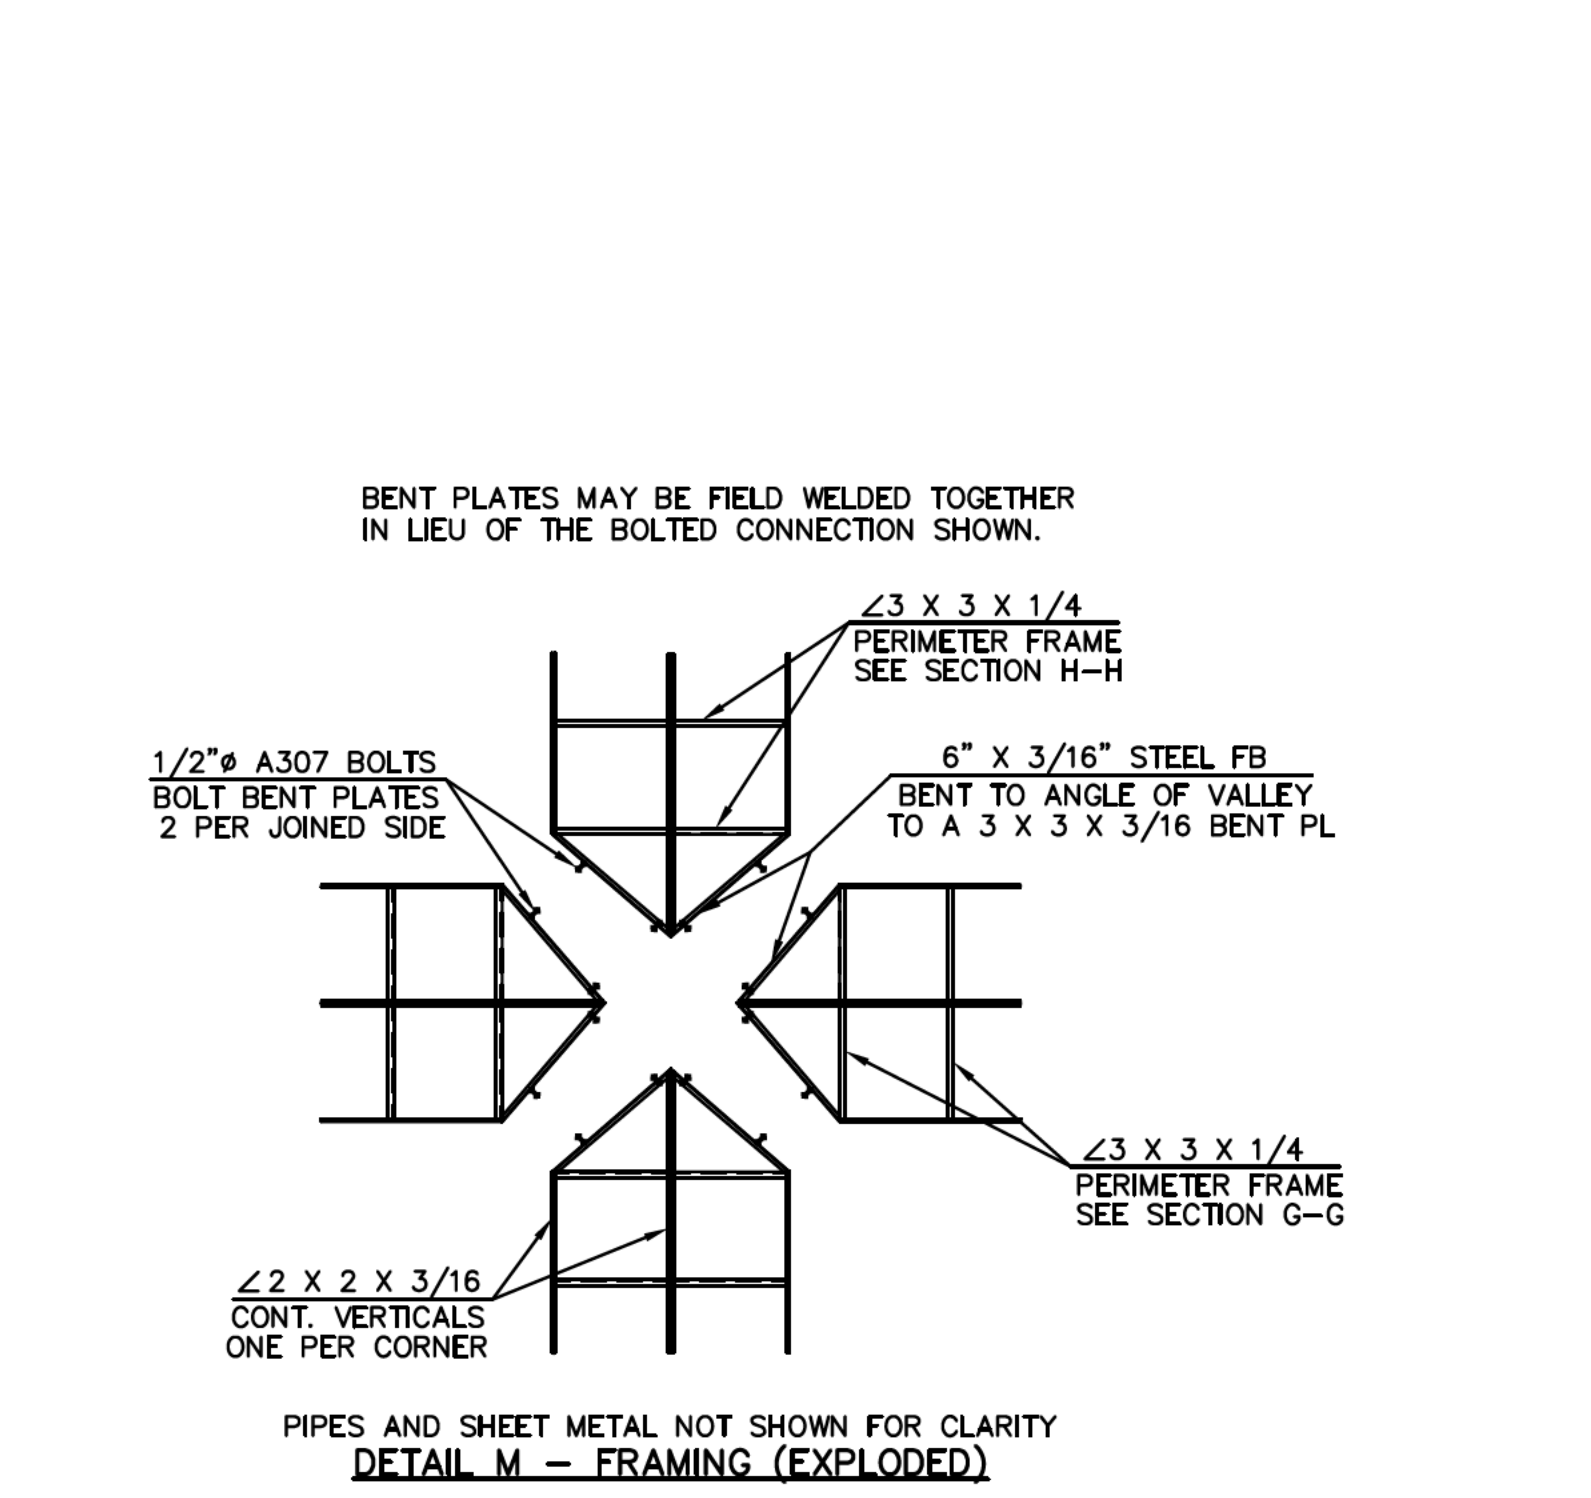 BENT PLATES MAY BE FIELD WELDED TOGETHER
IN LIEU OF THE BOLTED CONNECTION SHOWN.
∠3 X 3 X 1/4
PERIMETER FRAME
SEE SECTION H-H
1/2"ø A307 BOLTS
BOLT BENT PLATES
2 PER JOINED SIDE
6" X 3/16" STEEL FB
BENT TO ANGLE OF VALLEY
TO A 3 X 3 X 3/16 BENT PL
∠3 X 3 X 1/4
PERIMETER FRAME
SEE SECTION G-G
∠2 X 2 X 3/16
CONT. VERTICALS
ONE PER CORNER
PIPES AND SHEET METAL NOT SHOWN FOR CLARITY
DETAIL M - FRAMING (EXPLODED)